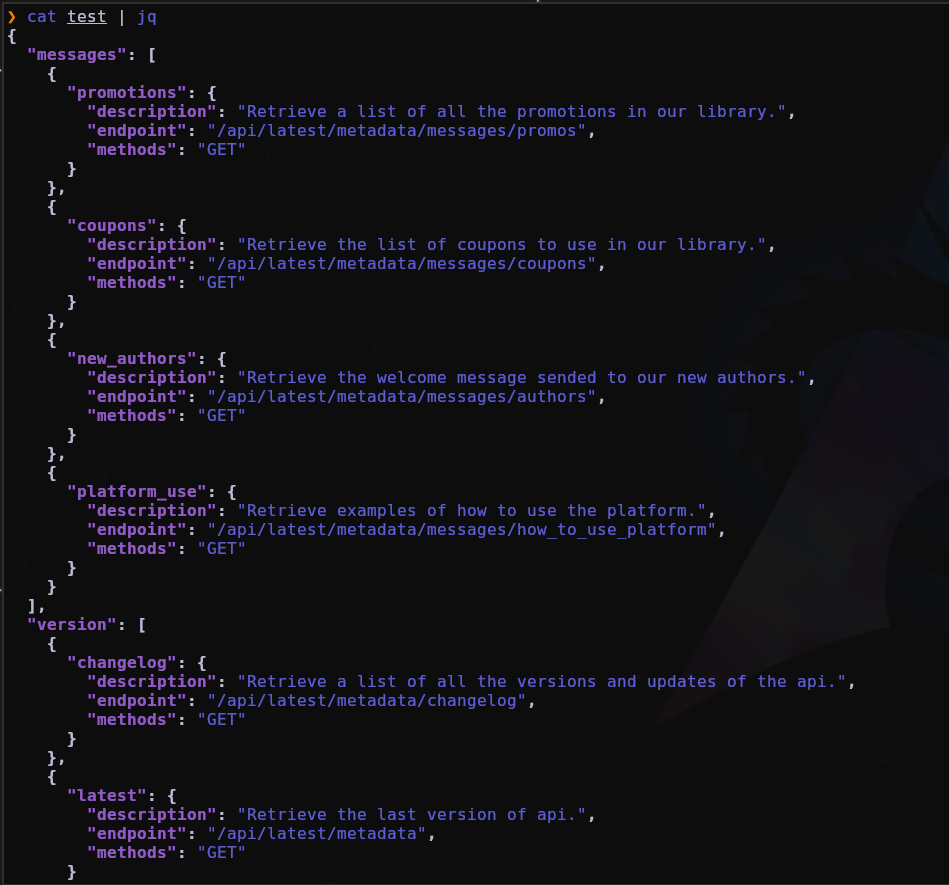 ❯ cat test | jq
{
  "messages": [
    {
      "promotions": {
        "description": "Retrieve a list of all the promotions in our library.",
        "endpoint": "/api/latest/metadata/messages/promos",
        "methods": "GET"
      }
    },
    {
      "coupons": {
        "description": "Retrieve the list of coupons to use in our library.",
        "endpoint": "/api/latest/metadata/messages/coupons",
        "methods": "GET"
      }
    },
    {
      "new_authors": {
        "description": "Retrieve the welcome message sended to our new authors.",
        "endpoint": "/api/latest/metadata/messages/authors",
        "methods": "GET"
      }
    },
    {
      "platform_use": {
        "description": "Retrieve examples of how to use the platform.",
        "endpoint": "/api/latest/metadata/messages/how_to_use_platform",
        "methods": "GET"
      }
    }
  ],
  "version": [
    {
      "changelog": {
        "description": "Retrieve a list of all the versions and updates of the api.",
        "endpoint": "/api/latest/metadata/changelog",
        "methods": "GET"
      }
    },
    {
      "latest": {
        "description": "Retrieve the last version of api.",
        "endpoint": "/api/latest/metadata",
        "methods": "GET"
      }